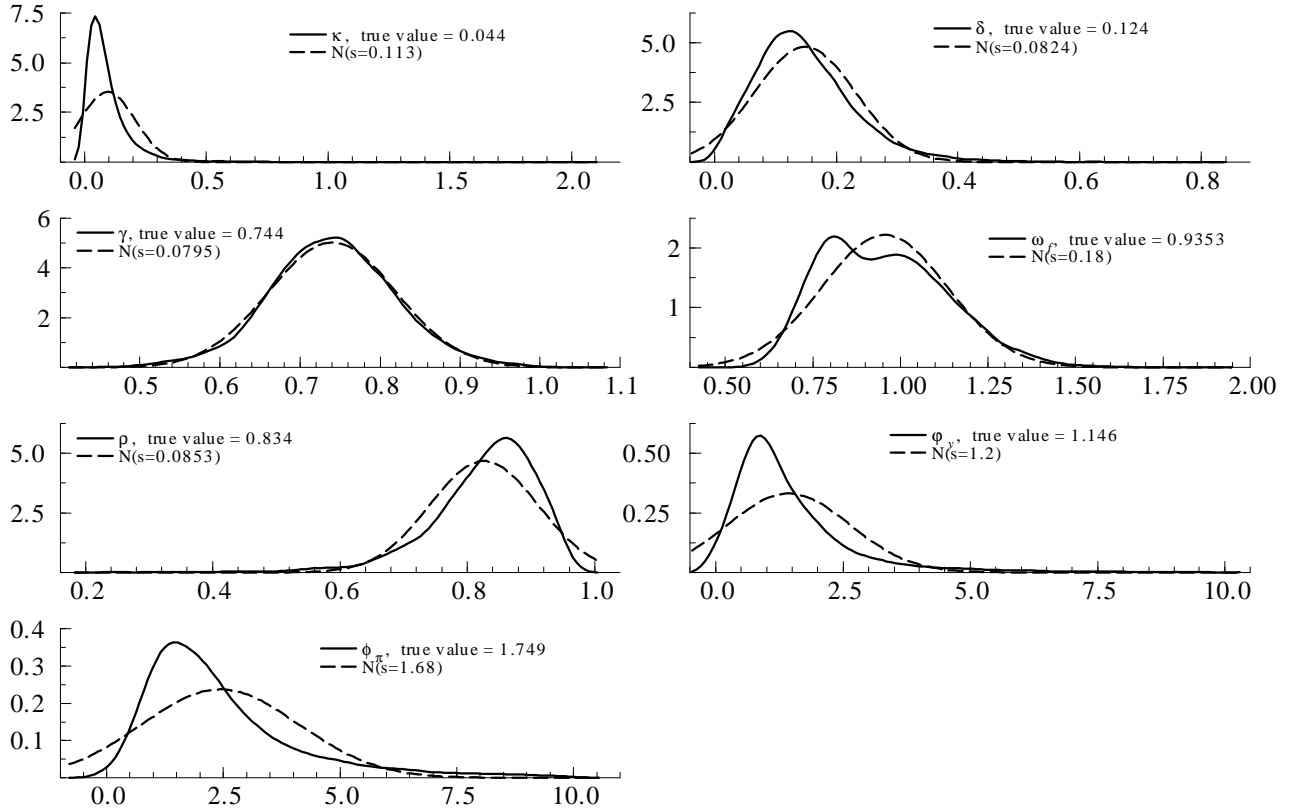 7.5
5.0
2.5
κ, true value = 0.044
N(s=0.113)
0.0 0.5 1.0 1.5 2.0
5.0
2.5
δ, true value = 0.124
N(s=0.0824)
0.0 0.2 0.4 0.6 0.8
6
4
2
γ, true value = 0.744
N(s=0.0795)
0.5 0.6 0.7 0.8 0.9 1.0 1.1
2
1
ω_f, true value = 0.9353
N(s=0.18)
0.50 0.75 1.00 1.25 1.50 1.75 2.00
5.0
2.5
ρ, true value = 0.834
N(s=0.0853)
0.2 0.4 0.6 0.8 1.0
0.50
0.25
φ_y, true value = 1.146
N(s=1.2)
0.0 2.5 5.0 7.5 10.0
0.4
0.3
0.2
0.1
ϕ_π, true value = 1.749
N(s=1.68)
0.0 2.5 5.0 7.5 10.0